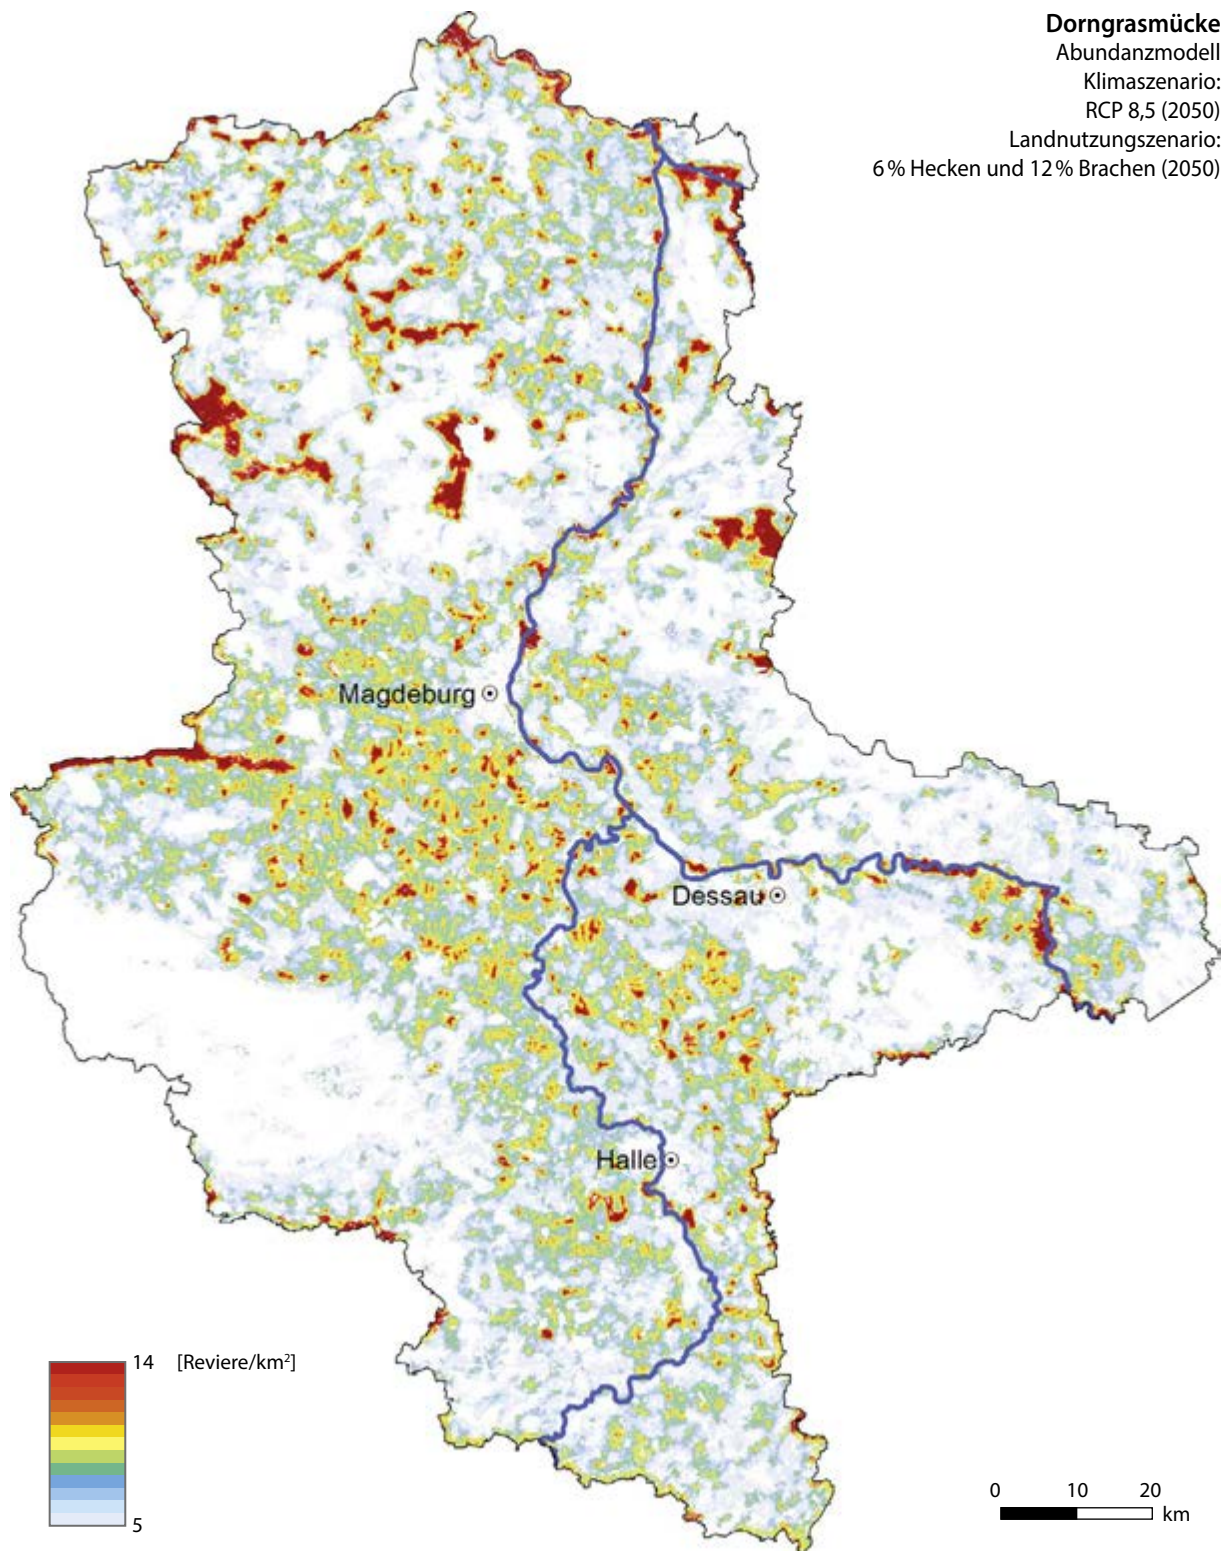 Dorngrasmücke
Abundanzmodell
Klimaszenario:
RCP 8,5 (2050)
Landnutzungszenario:
6 % Hecken und 12 % Brachen (2050)
Magdeburg
Dessau
Halle
14 [Reviere/km²]
5
0 10 20
km